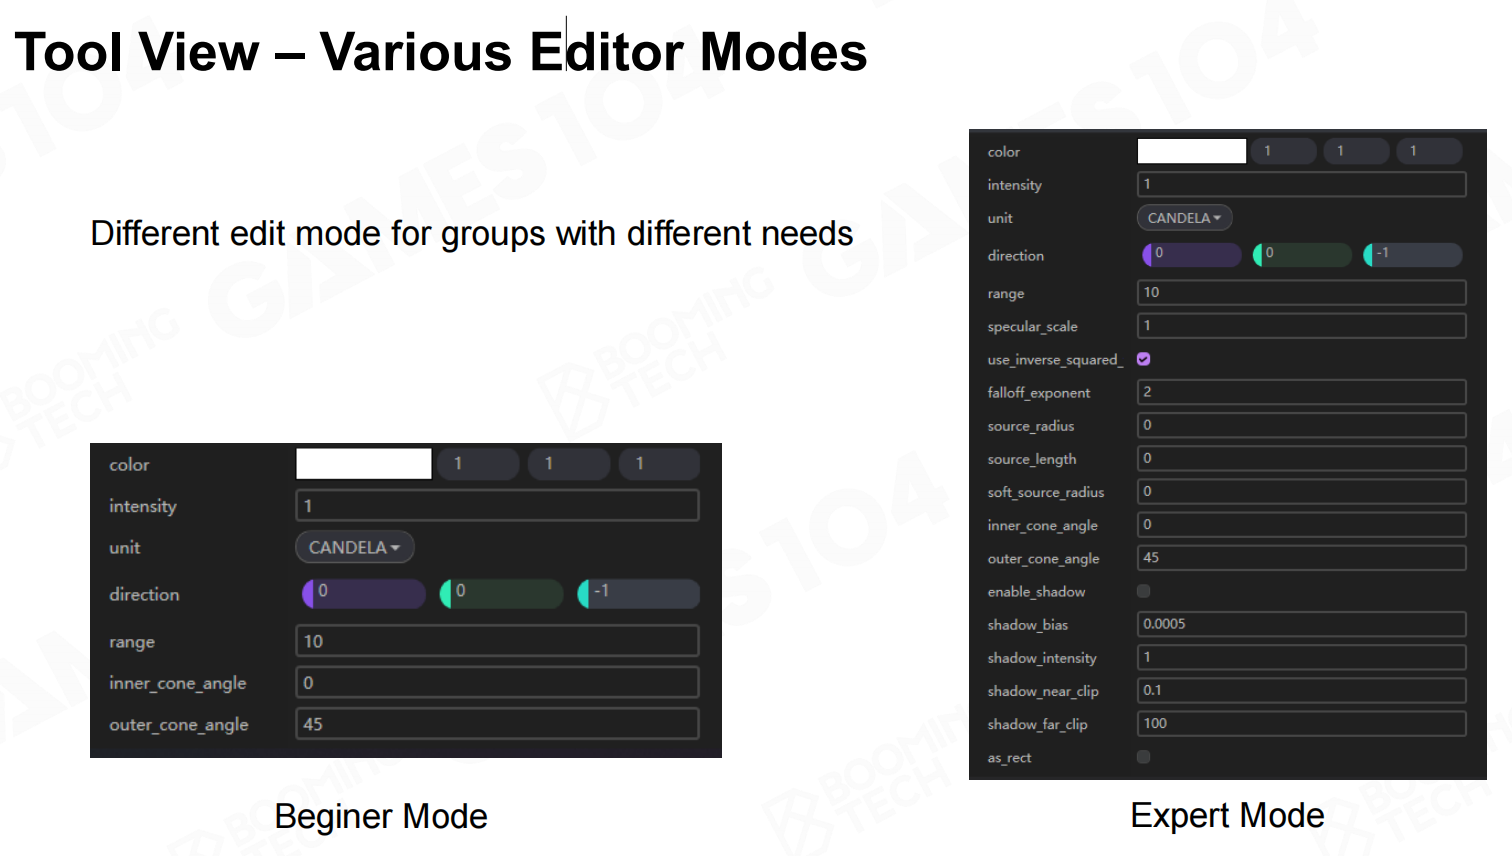 Tool View – Various Editor Modes
Different edit mode for groups with different needs
color 1 1 1
intensity 1
unit CANDELA
direction 0 0 -1
range 10
inner_cone_angle 0
outer_cone_angle 45
Beginer Mode
color 1 1 1
intensity 1
unit CANDELA
direction 0 0 -1
range 10
specular_scale 1
use_inverse_squared_
falloff_exponent 2
source_radius 0
source_length 0
soft_source_radius 0
inner_cone_angle 0
outer_cone_angle 45
enable_shadow
shadow_bias 0.0005
shadow_intensity 1
shadow_near_clip 0.1
shadow_far_clip 100
as_rect
Expert Mode
GAMES104
BOOMING
TECH